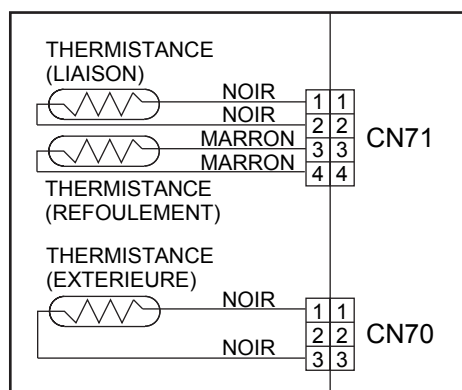 THERMISTANCE
(LIAISON)
NOIR
1 1
NOIR
2 2
CN71
MARRON
3 3
MARRON
4 4
THERMISTANCE
(REFOULEMENT)
THERMISTANCE
(EXTERIEURE)
NOIR
1 1
2 2
CN70
NOIR
3 3